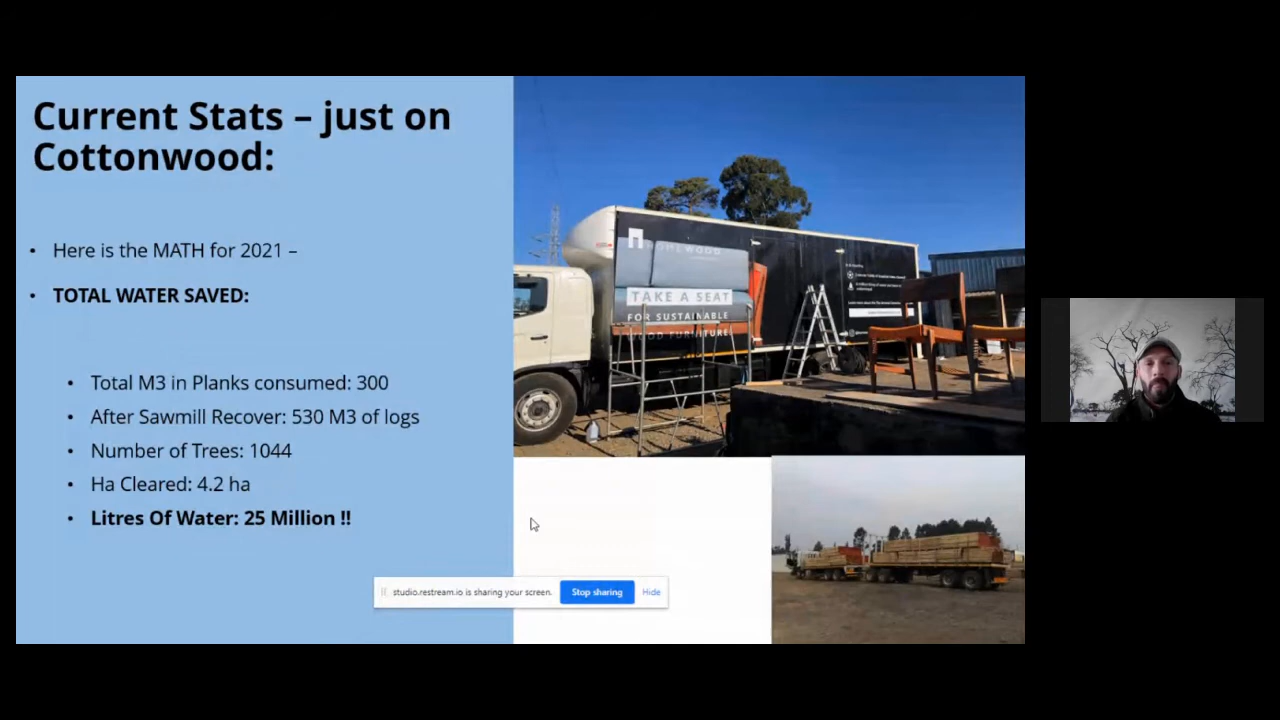 Current Stats – just on
Cottonwood:
• Here is the MATH for 2021 –
• TOTAL WATER SAVED:
• Total M3 in Planks consumed: 300
• After Sawmill Recover: 530 M3 of logs
• Number of Trees: 1044
• Ha Cleared: 4.2 ha
• Litres Of Water: 25 Million !!
TAKE A SEAT
FOR SUSTAINABLE
WOOD FURNITURE
studio.restream.io is sharing your screen.
Stop sharing
Hide